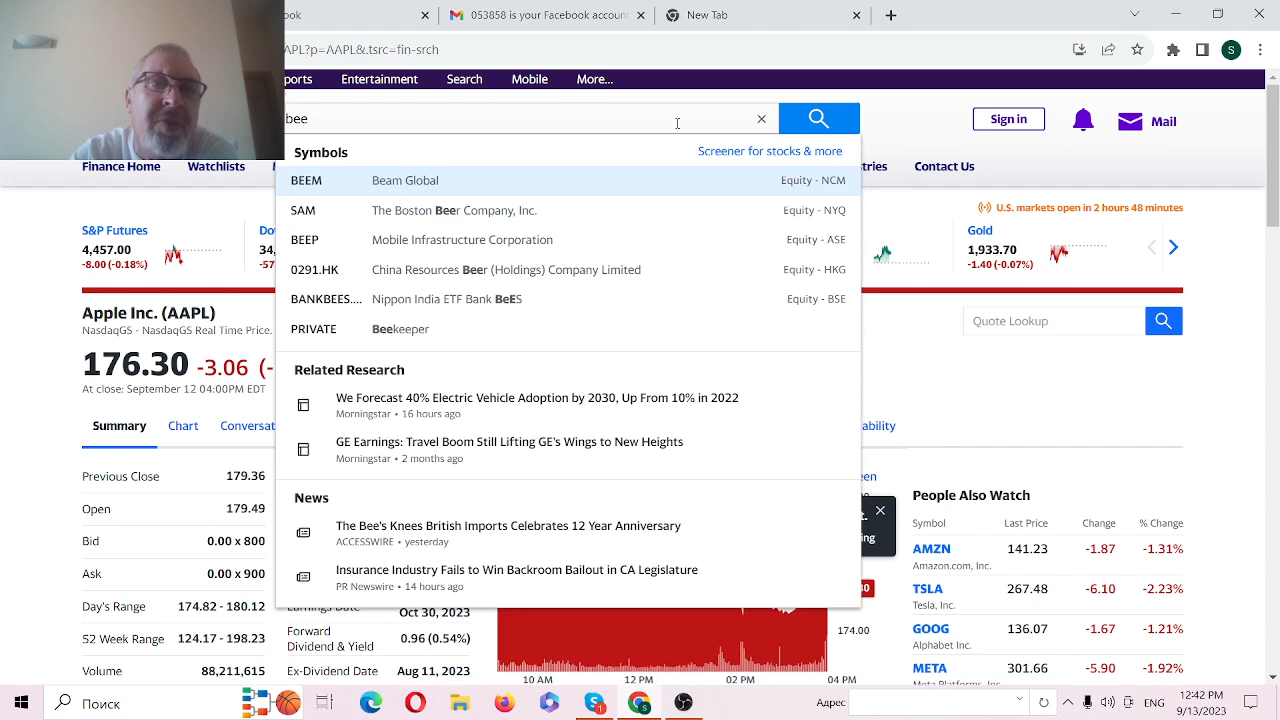 ook
053858 is your Facebook accoun
New Tab
APL?p=APL&.tsrc=fin-srch
S
ports
Entertainment
Search
Mobile
More...
bee
Sign in
Mail
Symbols
Screener for stocks & more
Finance Home
Watchlists
tries
Contact Us
BEEM
Beam Global
Equity - NCM
SAM
The Boston Beer Company, Inc.
Equity - NYQ
U.S. markets open in 2 hours 48 minutes
S&P Futures
4,457.00
-8.00 (-0.18%)
Do
34,
-57
BEEP
Mobile Infrastructure Corporation
Equity - ASE
Gold
1,933.70
-1.40 (-0.07%)
0291.HK
China Resources Beer (Holdings) Company Limited
Equity - HKG
BANKBEES....
Nippon India ETF Bank BeES
Equity - BSE
PRIVATE
Beekeeper
Apple Inc. (AAPL)
NasdaqGS - NasdaqGS Real Time Price.
176.30 -3.06 (-
At close: September 12 04:00PM EDT
Quote Lookup
Related Research
We Forecast 40% Electric Vehicle Adoption by 2030, Up From 10% in 2022
Morningstar • 16 hours ago
GE Earnings: Travel Boom Still Lifting GE's Wings to New Heights
Morningstar • 2 months ago
Summary
Chart
Conversat
ability
News
The Bee's Knees British Imports Celebrates 12 Year Anniversary
ACCESSWIRE • yesterday
Insurance Industry Fails to Win Backroom Bailout in CA Legislature
PR Newswire • 14 hours ago
Previous Close 179.36
Open 179.49
Bid 0.00 x 800
Ask 0.00 x 900
Day's Range 174.82 - 180.12
52 Week Range 124.17 - 198.23
Volume 88,211,615
Earnings Date Oct 30, 2023
Forward Dividend & Yield 0.96 (0.54%)
Ex-Dividend Date Aug 11, 2023
een
ing
174.00
10 AM
12 PM
02 PM
04 PM
People Also Watch
Symbol Last Price Change % Change
AMZN 141.23 -1.87 -1.31%
Amazon.com, Inc.
TSLA 267.48 -6.10 -2.23%
Tesla, Inc.
GOOG 136.07 -1.67 -1.21%
Alphabet Inc.
META 301.66 -5.90 -1.92%
Meta Platforms, Inc.
Поиск
Адрес
ENG
12:42 PM
9/13/2023